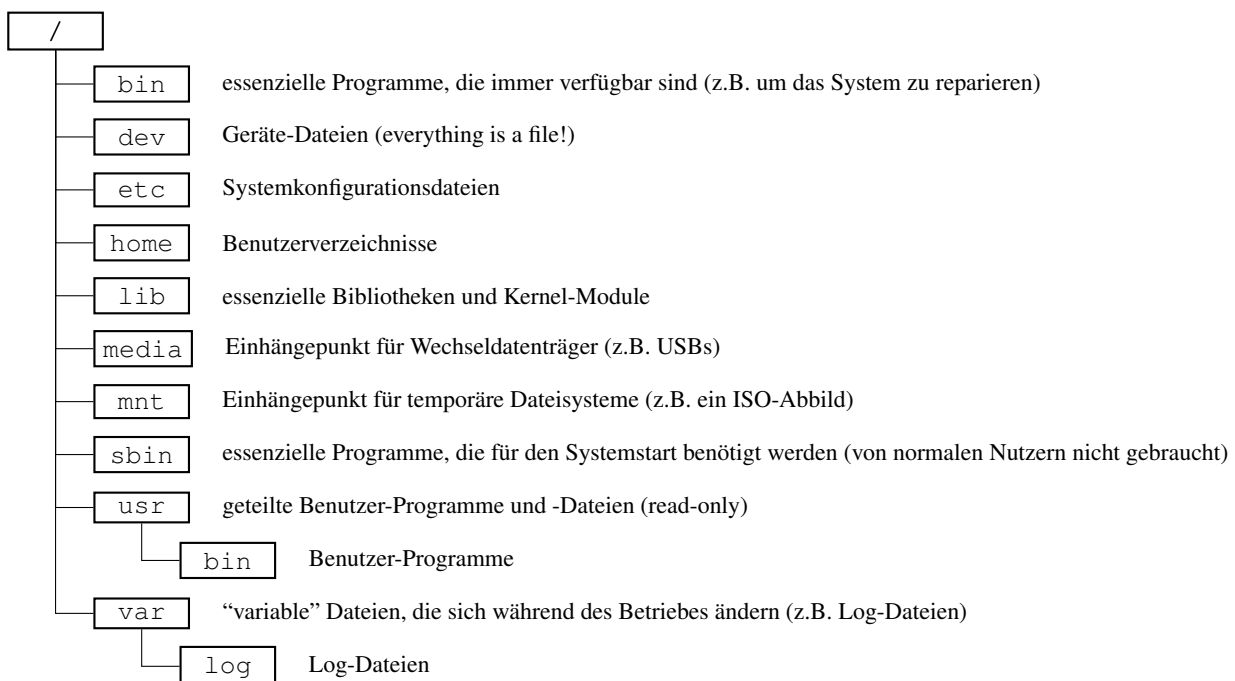 /
bin essenzielle Programme, die immer verfügbar sind (z.B. um das System zu reparieren)
dev Geräte-Dateien (everything is a file!)
etc Systemkonfigurationsdateien
home Benutzerverzeichnisse
lib essenzielle Bibliotheken und Kernel-Module
media Einhängepunkt für Wechseldatenträger (z.B. USBs)
mnt Einhängepunkt für temporäre Dateisysteme (z.B. ein ISO-Abbild)
sbin essenzielle Programme, die für den Systemstart benötigt werden (von normalen Nutzern nicht gebraucht)
usr geteilte Benutzer-Programme und -Dateien (read-only)
bin Benutzer-Programme
var “variable” Dateien, die sich während des Betriebes ändern (z.B. Log-Dateien)
log Log-Dateien